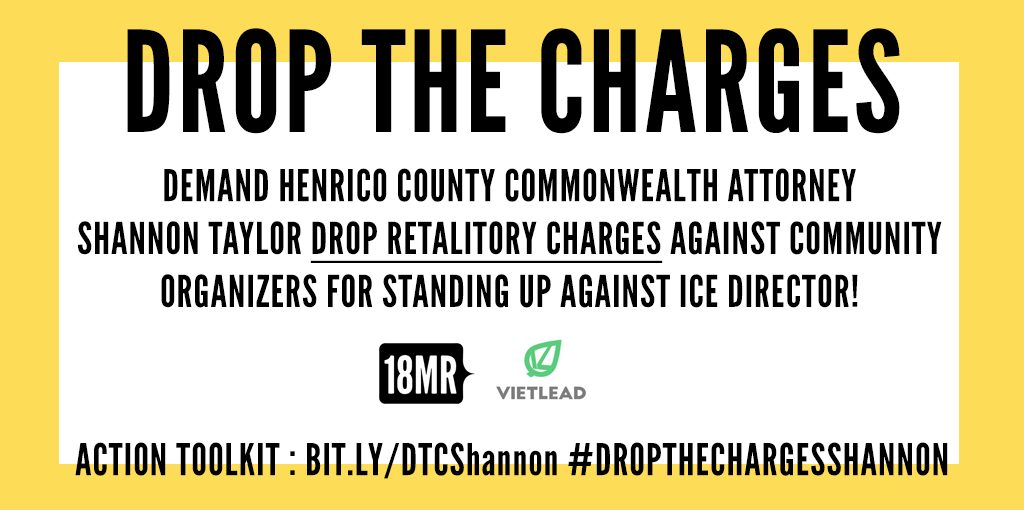 DROP THE CHARGES
DEMAND HENRICO COUNTY COMMONWEALTH ATTORNEY
SHANNON TAYLOR DROP RETALITORY CHARGES AGAINST COMMUNITY
ORGANIZERS FOR STANDING UP AGAINST ICE DIRECTOR!
18MR
VIETLEAD
ACTION TOOLKIT : BIT.LY/DTCShannon #DROPTHECHARGESSHANNON